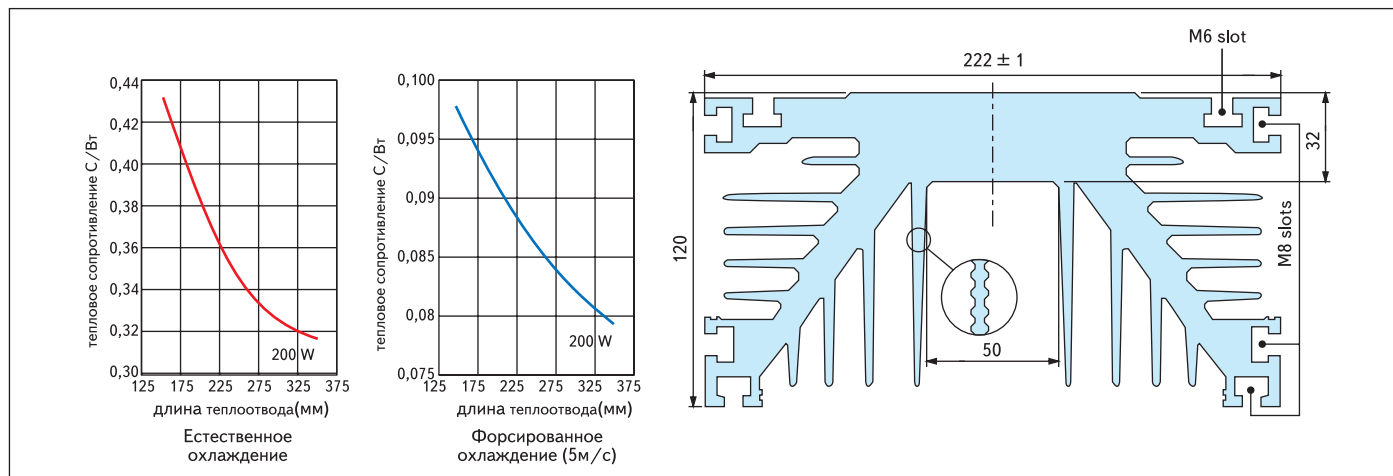 0,44
0,42
0,40
0,38
0,36
0,34
0,32
0,30
125 175 225 275 325 375
200 W
тепловое сопротивление С/Вт
длина теплоотвода(мм)
Естественное
охлаждение
0,100
0,095
0,09
0,085
0,08
0,075
125 175 225 275 325 375
200 W
тепловое сопротивление С/Вт
длина теплоотвода(мм)
Форсированное
охлаждение (5м/с)
M6 slot
222 ± 1
32
120
M8 slots
50